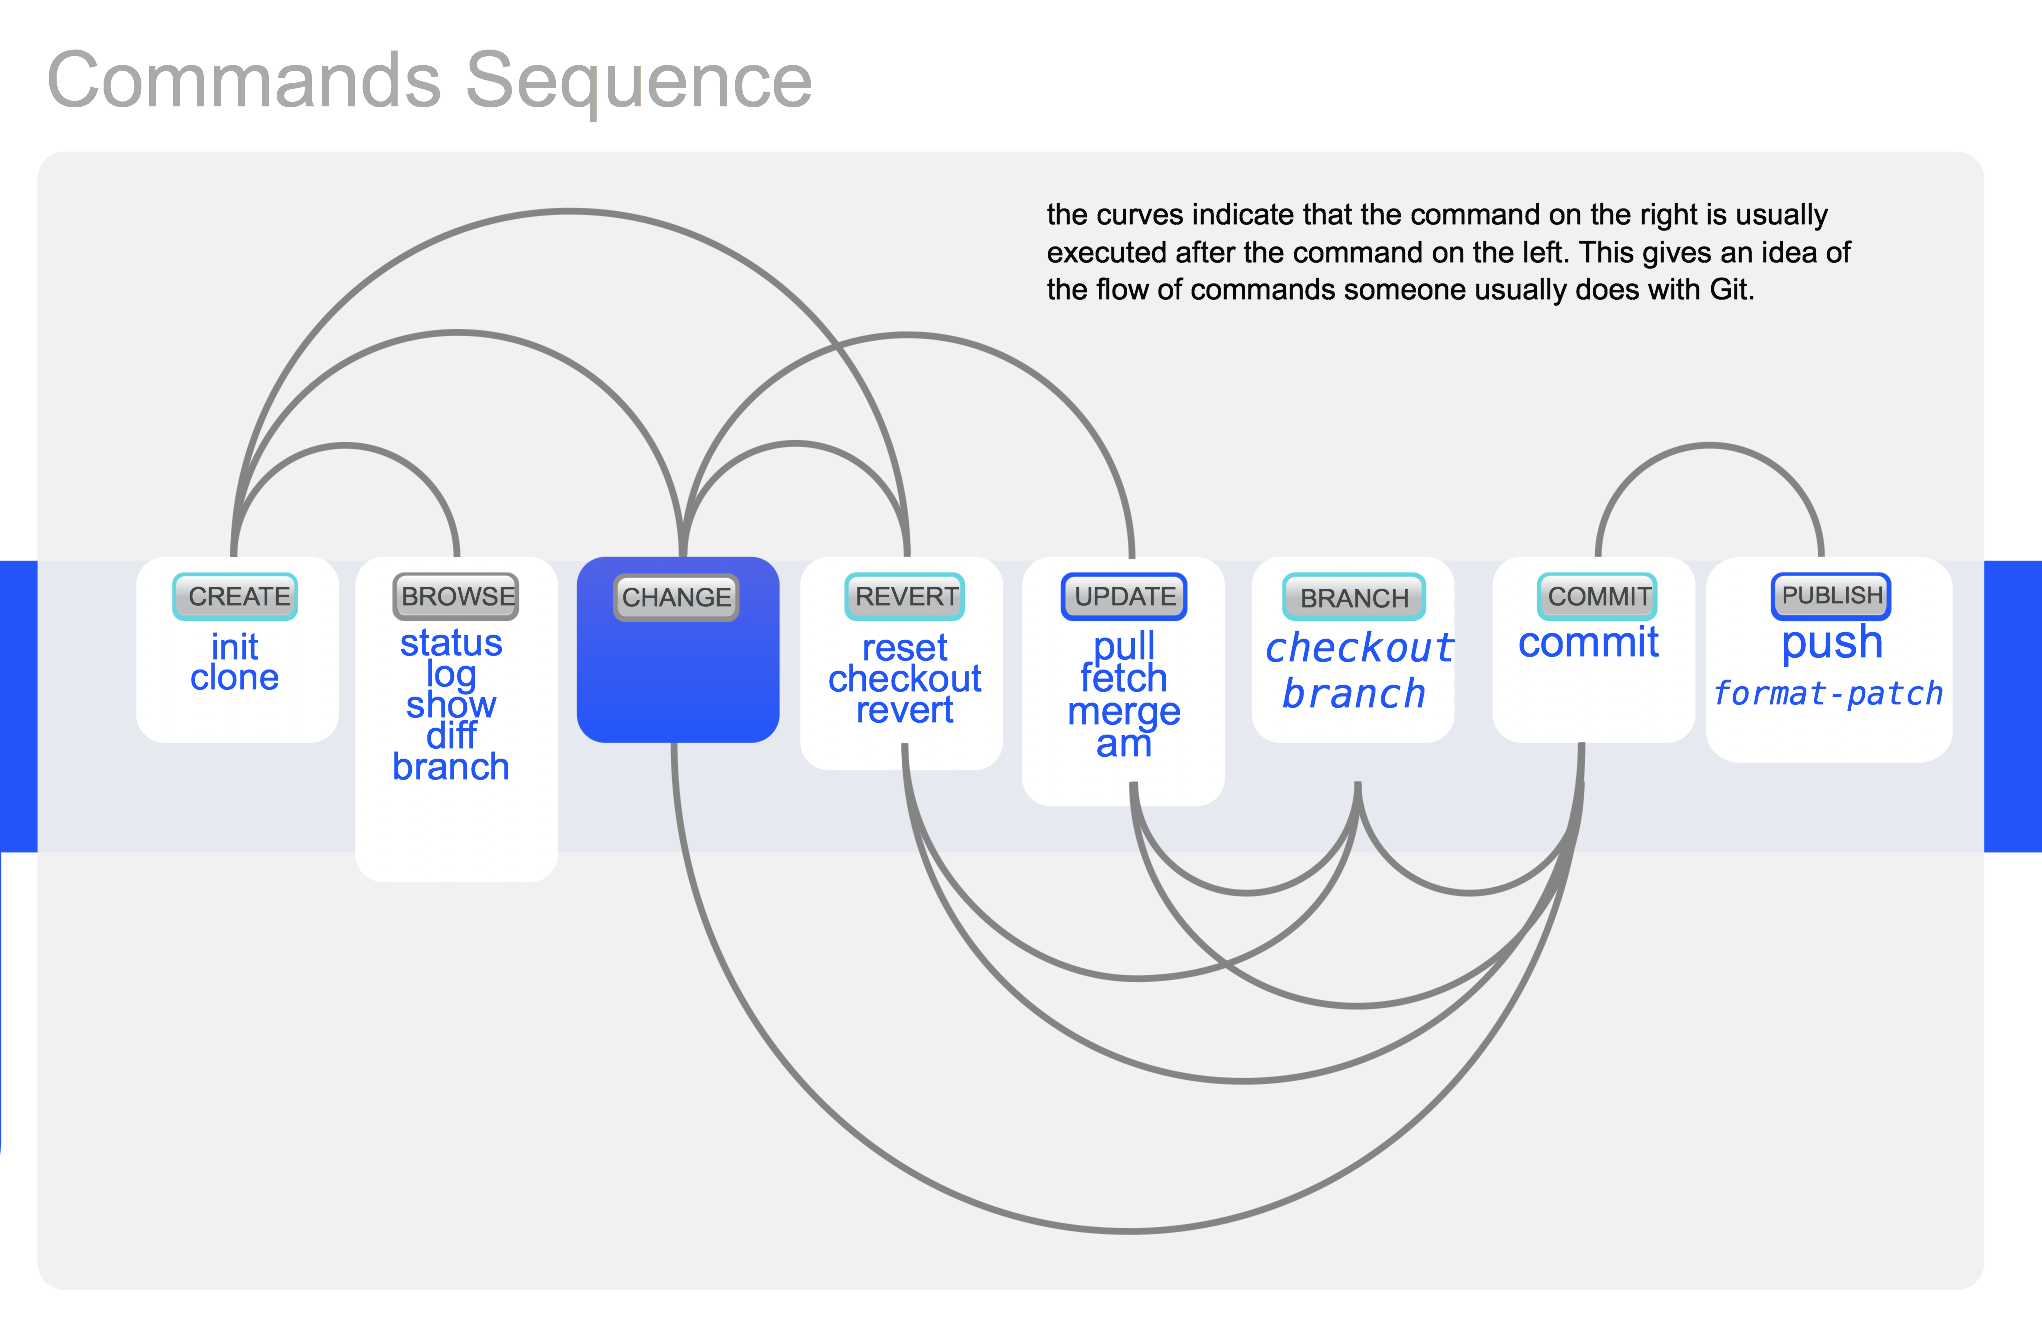 Commands Sequence
the curves indicate that the command on the right is usually
executed after the command on the left. This gives an idea of
the flow of commands someone usually does with Git.
CREATE
init
clone
BROWSE
status
log
show
diff
branch
CHANGE
REVERT
reset
checkout
revert
UPDATE
pull
fetch
merge
am
BRANCH
checkout
branch
COMMIT
commit
PUBLISH
push
format-patch